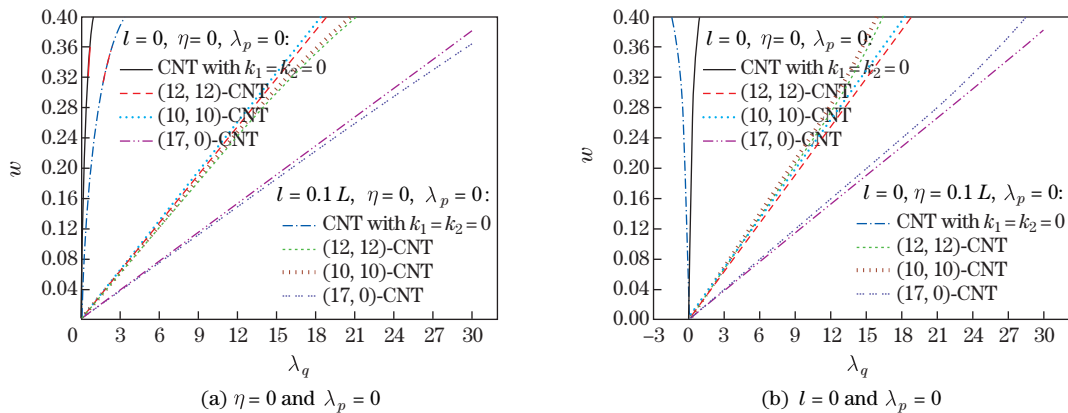 0.40
0.36
0.32
0.28
0.24
0.20
0.16
0.12
0.08
0.04
w
l = 0, η=0, λp = 0:
CNT with k1=k2=0
(12, 12)-CNT
(10, 10)-CNT
(17, 0)-CNT
l = 0.1 L, η=0, λp=0:
CNT with k1=k2=0
(12, 12)-CNT
(10, 10)-CNT
(17, 0)-CNT
0 3 6 9 12 15 18 21 24 27 30
λq
(a) η=0 and λp = 0
0.40
0.36
0.32
0.28
0.24
0.20
0.16
0.12
0.08
0.04
0.00
w
l = 0, η=0, λp = 0:
CNT with k1=k2=0
(12, 12)-CNT
(10, 10)-CNT
(17, 0)-CNT
l = 0, η=0.1 L, λp=0:
CNT with k1=k2=0
(12, 12)-CNT
(10, 10)-CNT
(17, 0)-CNT
−3 0 3 6 9 12 15 18 21 24 27 30
λq
(b) l=0 and λp=0